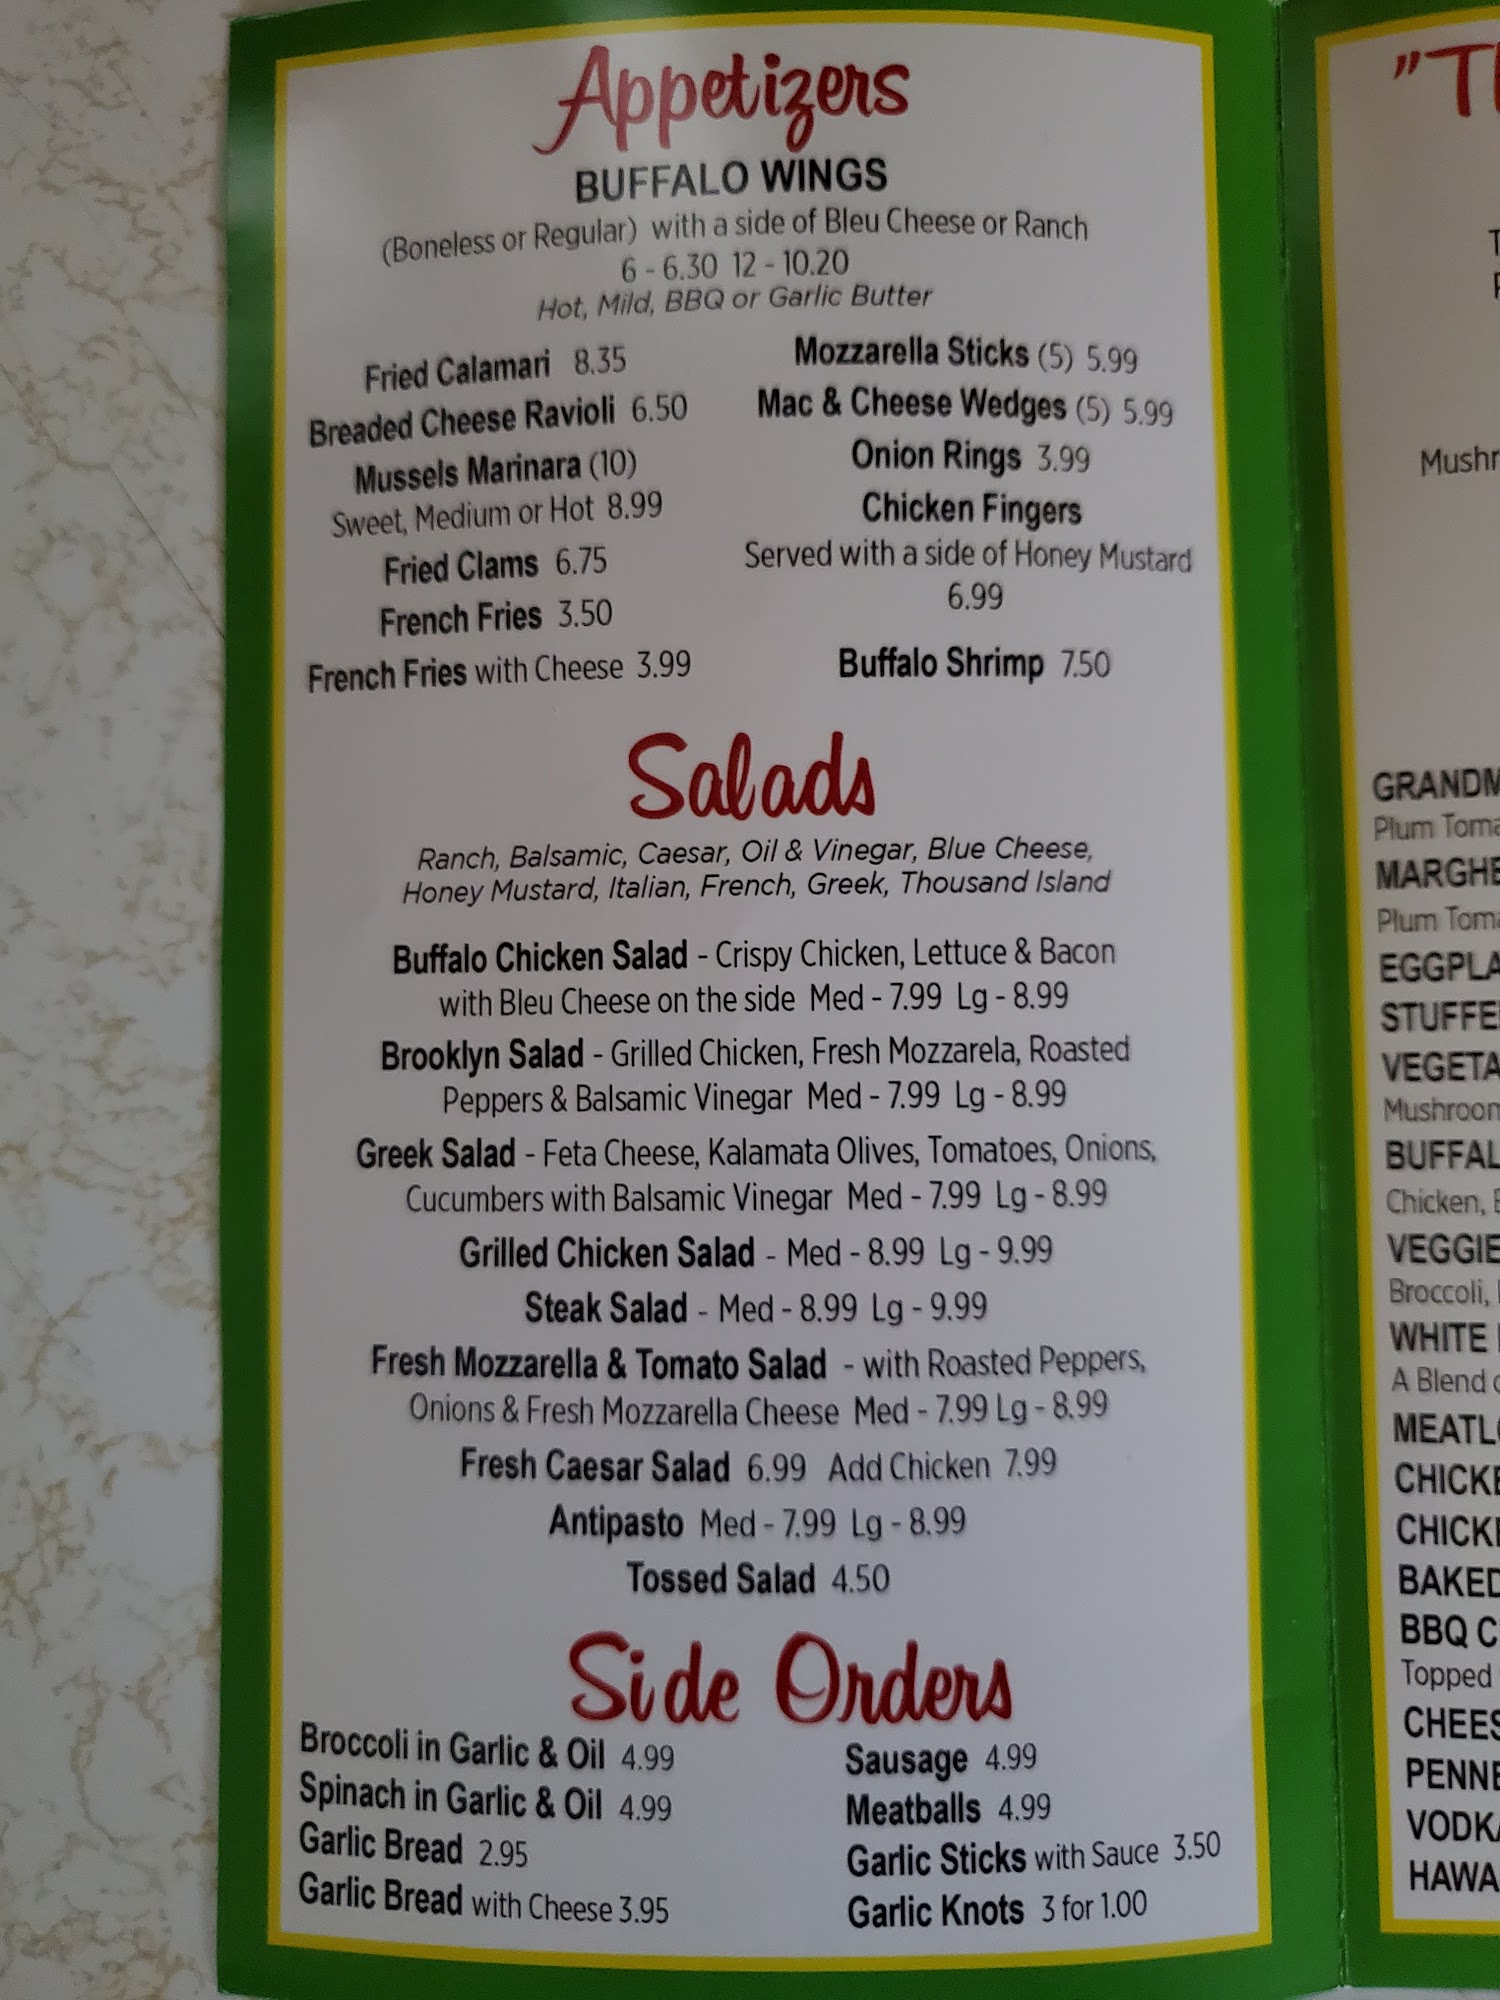 Appetizers
BUFFALO WINGS
(Boneless or Regular) with a side of Bleu Cheese or Ranch
6 - 6.30 12 - 10.20
Hot, Mild, BBQ or Garlic Butter
Fried Calamari 8.35
Breaded Cheese Ravioli 6.50
Mussels Marinara (10)
Sweet, Medium or Hot 8.99
Fried Clams 6.75
French Fries 3.50
French Fries with Cheese 3.99
Mozzarella Sticks (5) 5.99
Mac & Cheese Wedges (5) 5.99
Onion Rings 3.99
Chicken Fingers
Served with a side of Honey Mustard
6.99
Buffalo Shrimp 7.50
Salads
Ranch, Balsamic, Caesar, Oil & Vinegar, Blue Cheese,
Honey Mustard, Italian, French, Greek, Thousand Island
Buffalo Chicken Salad - Crispy Chicken, Lettuce & Bacon
with Bleu Cheese on the side Med - 7.99 Lg - 8.99
Brooklyn Salad - Grilled Chicken, Fresh Mozzarela, Roasted
Peppers & Balsamic Vinegar Med - 7.99 Lg - 8.99
Greek Salad - Feta Cheese, Kalamata Olives, Tomatoes, Onions,
Cucumbers with Balsamic Vinegar Med - 7.99 Lg - 8.99
Grilled Chicken Salad - Med - 8.99 Lg - 9.99
Steak Salad - Med - 8.99 Lg - 9.99
Fresh Mozzarella & Tomato Salad - with Roasted Peppers,
Onions & Fresh Mozzarella Cheese Med - 7.99 Lg - 8.99
Fresh Caesar Salad 6.99 Add Chicken 7.99
Antipasto Med - 7.99 Lg - 8.99
Tossed Salad 4.50
Side Orders
Broccoli in Garlic & Oil 4.99
Spinach in Garlic & Oil 4.99
Garlic Bread 2.95
Garlic Bread with Cheese 3.95
Sausage 4.99
Meatballs 4.99
Garlic Sticks with Sauce 3.50
Garlic Knots 3 for 1.00
Plum
Plum
Mushroom
Chicken,
Broccoli,
WHITE
A Blend
BAKED
BBQ
Topped
PENNE